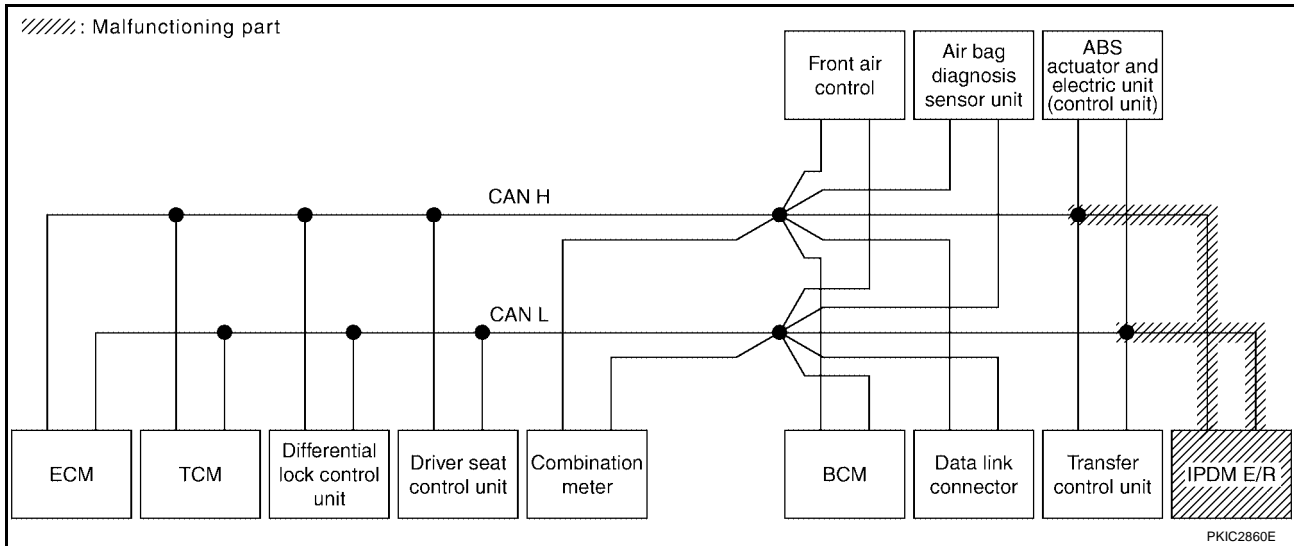 : Malfunctioning part
Front air
control
Air bag
diagnosis
sensor unit
ABS
actuator and
electric unit
(control unit)
CAN H
CAN L
ECM
TCM
Differential
lock control
unit
Driver seat
control unit
Combination
meter
BCM
Data link
connector
Transfer
control unit
IPDM E/R
PKIC2860E